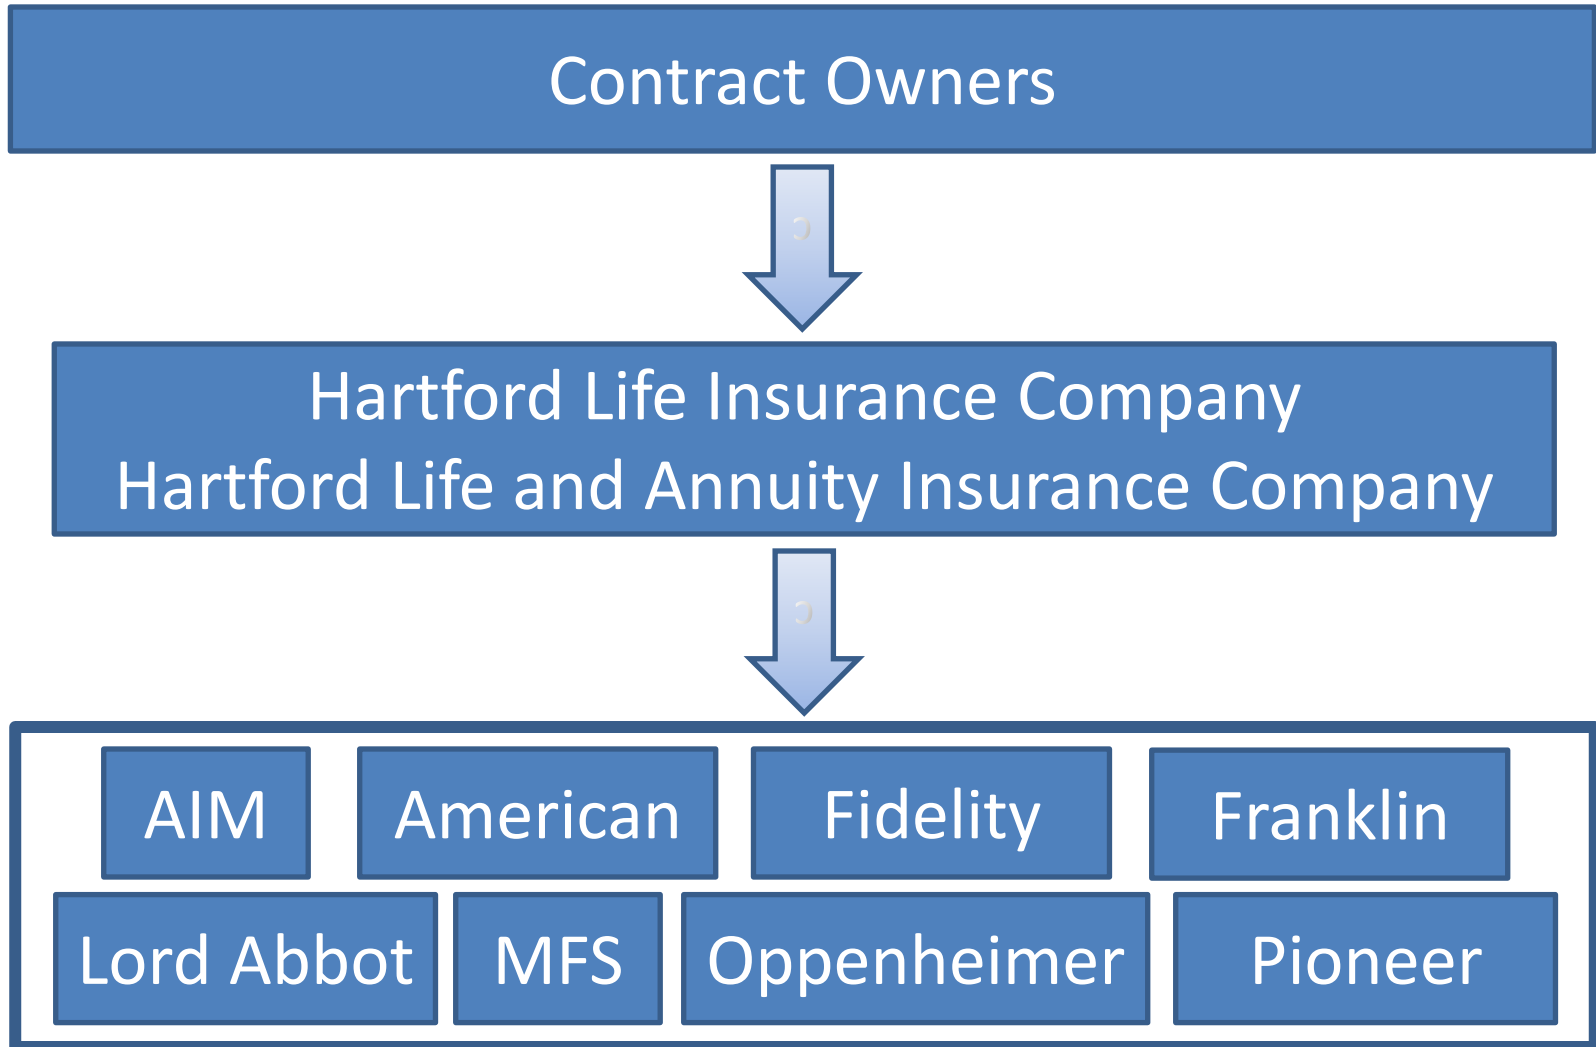 Contract Owners
ɔ
Hartford Life Insurance Company
Hartford Life and Annuity Insurance Company
ɔ
AIM
American
Fidelity
Franklin
Lord Abbot
MFS
Oppenheimer
Pioneer